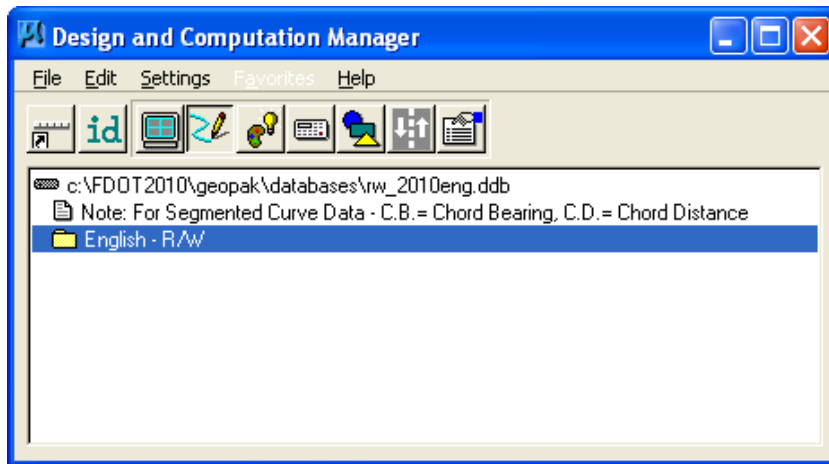 Design and Computation Manager
File Edit Settings Favorites Help
id
c:\FDOT2010\geopak\databases\rw_2010eng.ddb
Note: For Segmented Curve Data - C.B.= Chord Bearing, C.D.= Chord Distance
English - R/W